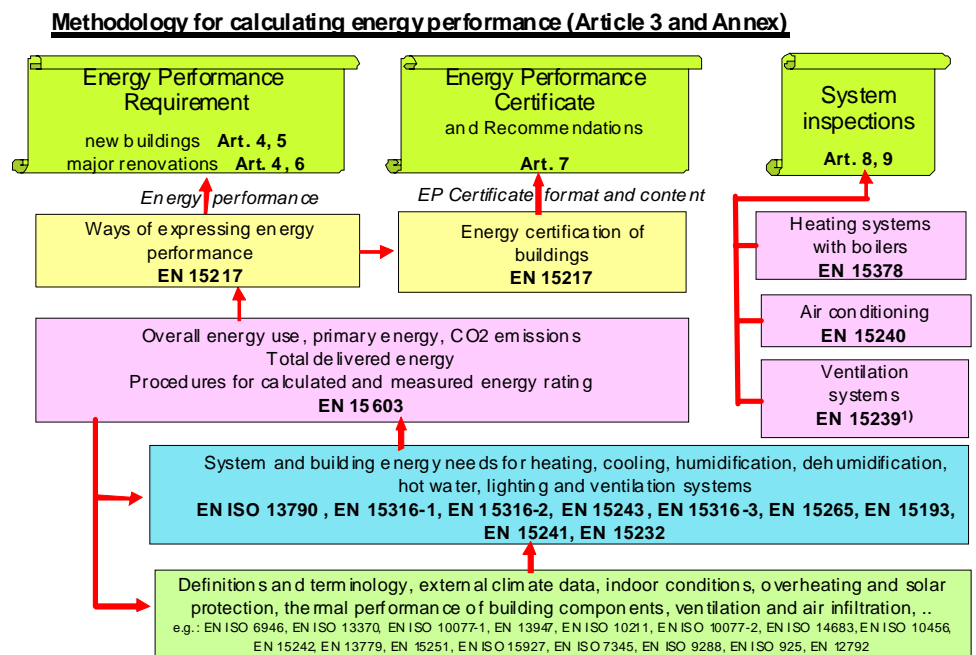 Methodology for calculating energy performance (Article 3 and Annex)
Energy Performance
Requirement
new buildings Art. 4, 5
major renovations Art. 4, 6
Energy Performance
Certificate
and Recommendations
Art. 7
System
inspections
Art. 8, 9
Energy performance
EP Certificate format and content
Ways of expressing energy
performance
EN 15217
Energy certification of
buildings
EN 15217
Heating systems
with boilers
EN 15378
Air conditioning
EN 15240
Ventilation
systems
EN 15239¹⁾
Overall energy use, primary energy, CO2 emissions
Total delivered energy
Procedures for calculated and measured energy rating
EN 15603
System and building energy needs for heating, cooling, humidification, dehumidification,
hot water, lighting and ventilation systems
EN ISO 13790 , EN 15316-1, EN 15316-2, EN 15243 , EN 15316-3, EN 15265, EN 15193,
EN 15241, EN 15232
Definitions and terminology, external climate data, indoor conditions, overheating and solar
protection, thermal performance of building components, ventilation and air infiltration, ..
e.g.: EN ISO 6946, EN ISO 13370, EN ISO 10077-1, EN 13947, EN ISO 10211, EN ISO 10077-2, EN ISO 14683, EN ISO 10456,
EN 15242, EN 13779, EN 15251, EN ISO 15927, EN ISO 7345, EN ISO 9288, EN ISO 925, EN 12792